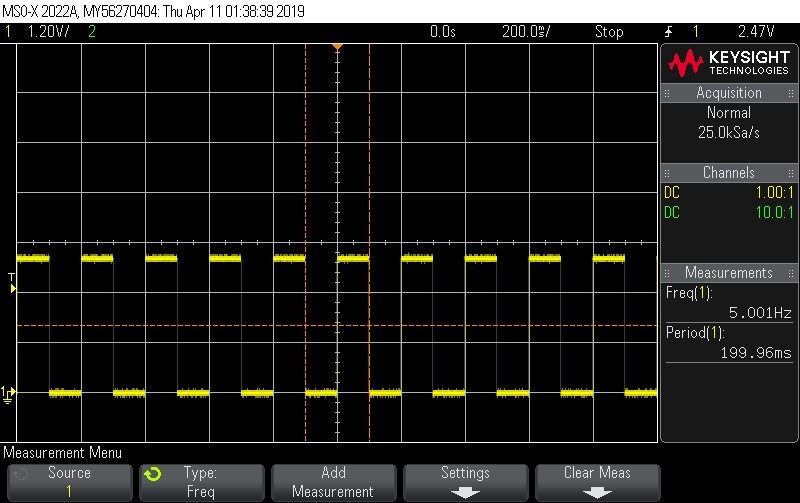 MSO-X 2022A, MY56270404: Thu Apr 11 01:38:39 2019
1 1.20V/ 2 0.0s 200.0ms/ Stop 1 2.47V
KEYSIGHT
TECHNOLOGIES
Acquisition
Normal
25.0kSa/s
Channels
DC 1.00:1
DC 10.0:1
T
Measurements
Freq(1):
5.001Hz
Period(1):
199.96ms
1
Measurement Menu
Source
1
Type:
Freq
Add
Measurement
Settings
Clear Meas